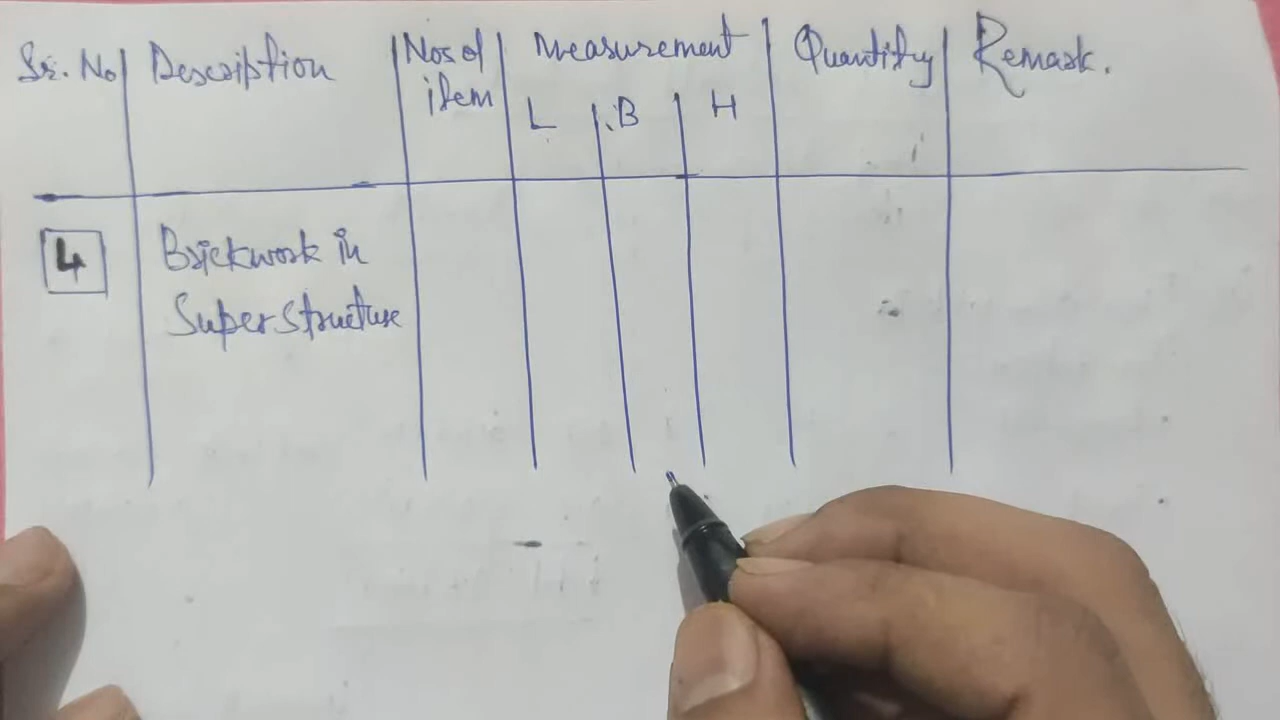 Sr. No Description Nos of item Measurement Quantity Remark.
L B H
4 Brickwork in
Superstructure